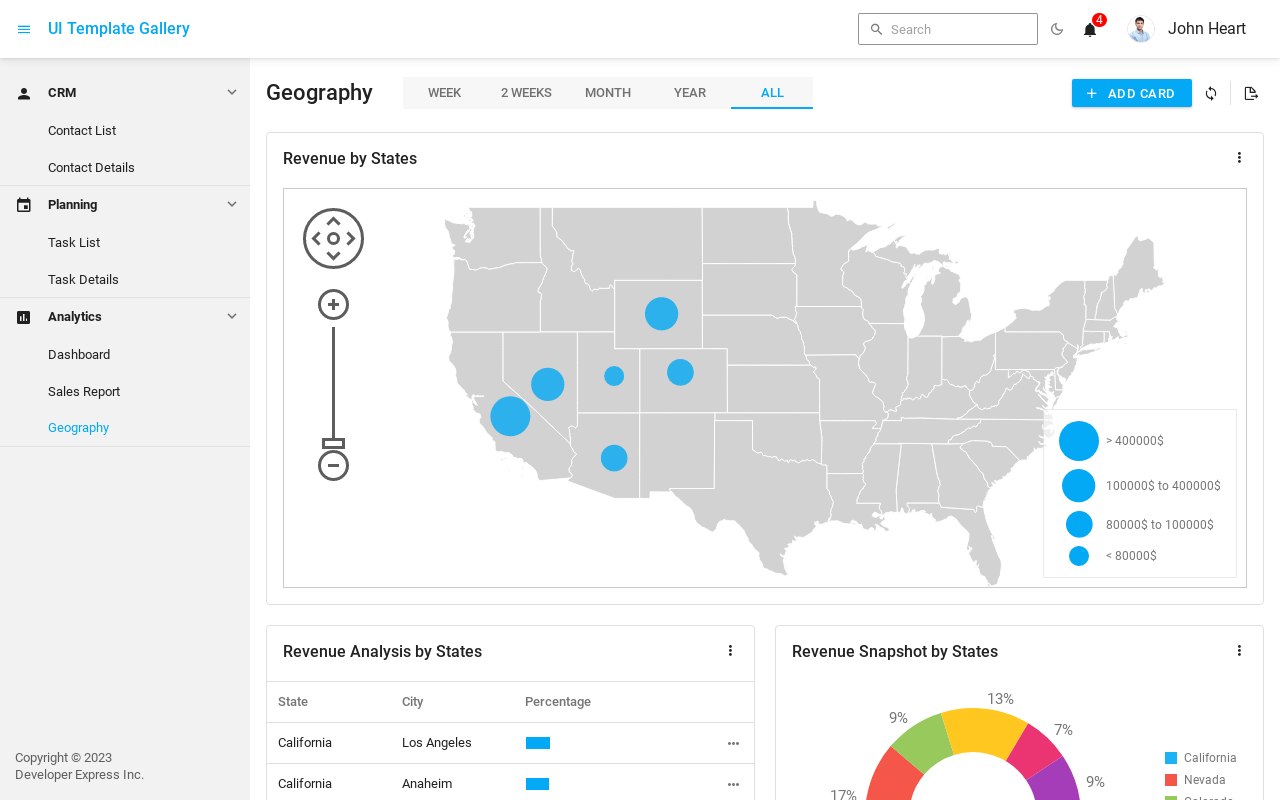 UI Template Gallery
Search
4
John Heart
CRM
Contact List
Contact Details
Planning
Task List
Task Details
Analytics
Dashboard
Sales Report
Geography
Copyright © 2023
Developer Express Inc.
Geography
WEEK
2 WEEKS
MONTH
YEAR
ALL
ADD CARD
Revenue by States
> 400000$
100000$ to 400000$
80000$ to 100000$
< 80000$
Revenue Analysis by States
State City Percentage
California Los Angeles
California Anaheim
Revenue Snapshot by States
13%
9%
7%
9%
17%
California
Nevada